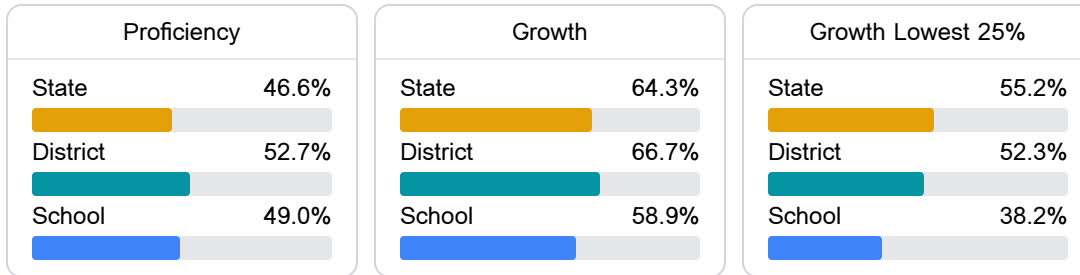 Proficiency
State 46.6%
District 52.7%
School 49.0%
Growth
State 64.3%
District 66.7%
School 58.9%
Growth Lowest 25%
State 55.2%
District 52.3%
School 38.2%